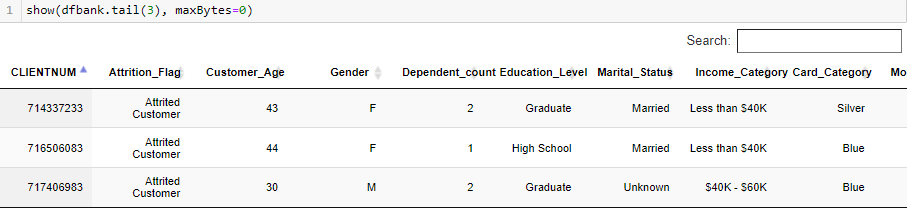 1 show(dfbank.tail(3), maxBytes=0)
Search:
CLIENTNUM Attrition_Flag Customer_Age Gender Dependent_count Education_Level Marital_Status Income_Category Card_Category Mo
714337233 Attrited Customer 43 F 2 Graduate Married Less than $40K Silver
716506083 Attrited Customer 44 F 1 High School Married Less than $40K Blue
717406983 Attrited Customer 30 M 2 Graduate Unknown $40K - $60K Blue